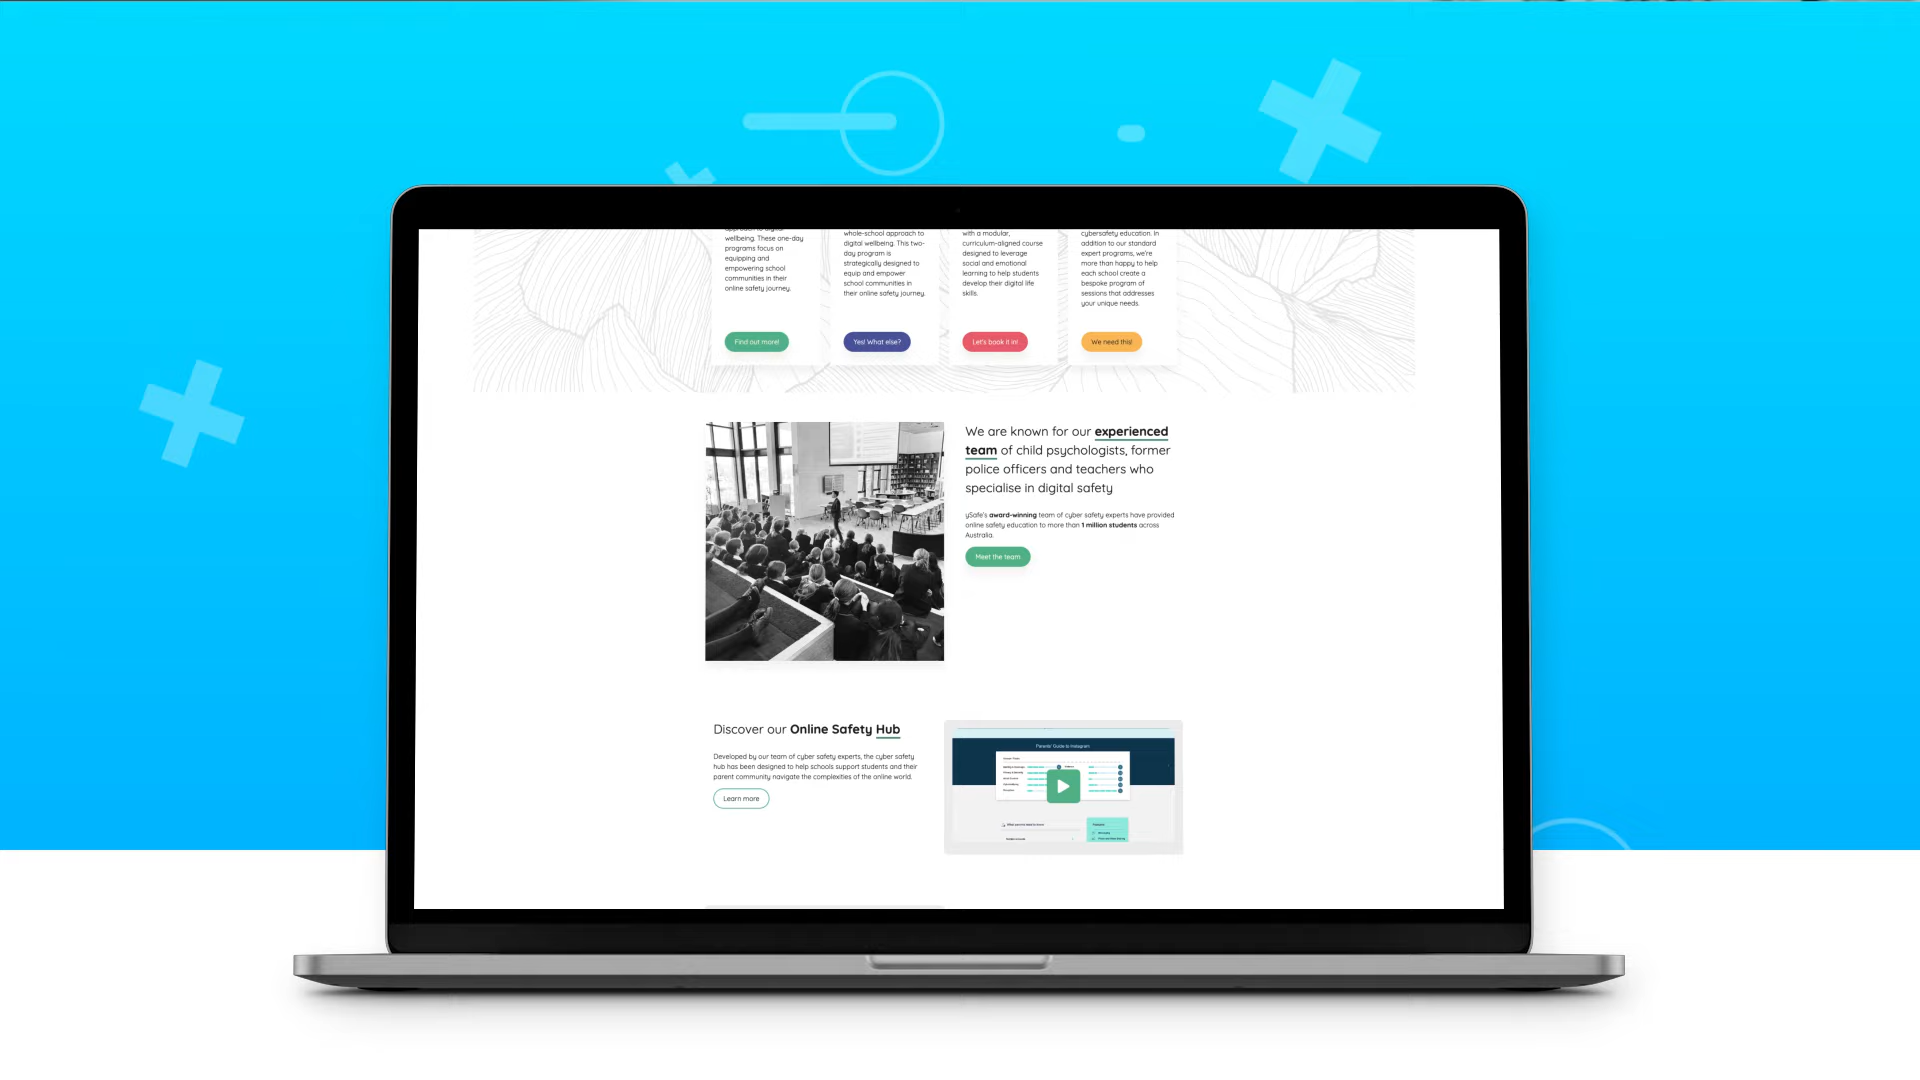 approach to digital
wellbeing. These one-day
programs focus on
equipping and
empowering school
communities in their
online safety journey.
Find out more!
whole-school approach to
digital wellbeing. This two-
day program is
strategically designed to
equip and empower
school communities in
their online safety journey.
Yes! What else?
with a modular,
curriculum-aligned course
designed to leverage
social and emotional
learning to help students
develop their digital life
skills.
Let's book it in!
cybersafety education. In
addition to our standard
expert programs, we're
more than happy to help
each school create a
bespoke program of
sessions that addresses
your unique needs.
We need this!
We are known for our experienced
team of child psychologists, former
police officers and teachers who
specialise in digital safety
ySafe's award-winning team of cyber safety experts have provided
online safety education to more than 1 million students across
Australia.
Meet the team
Discover our Online Safety Hub
Developed by our team of cyber safety experts, the cyber safety
hub has been designed to help schools support students and their
parent community navigate the complexities of the online world.
Learn more
Parents' Guide to Instagram
What parents need to know